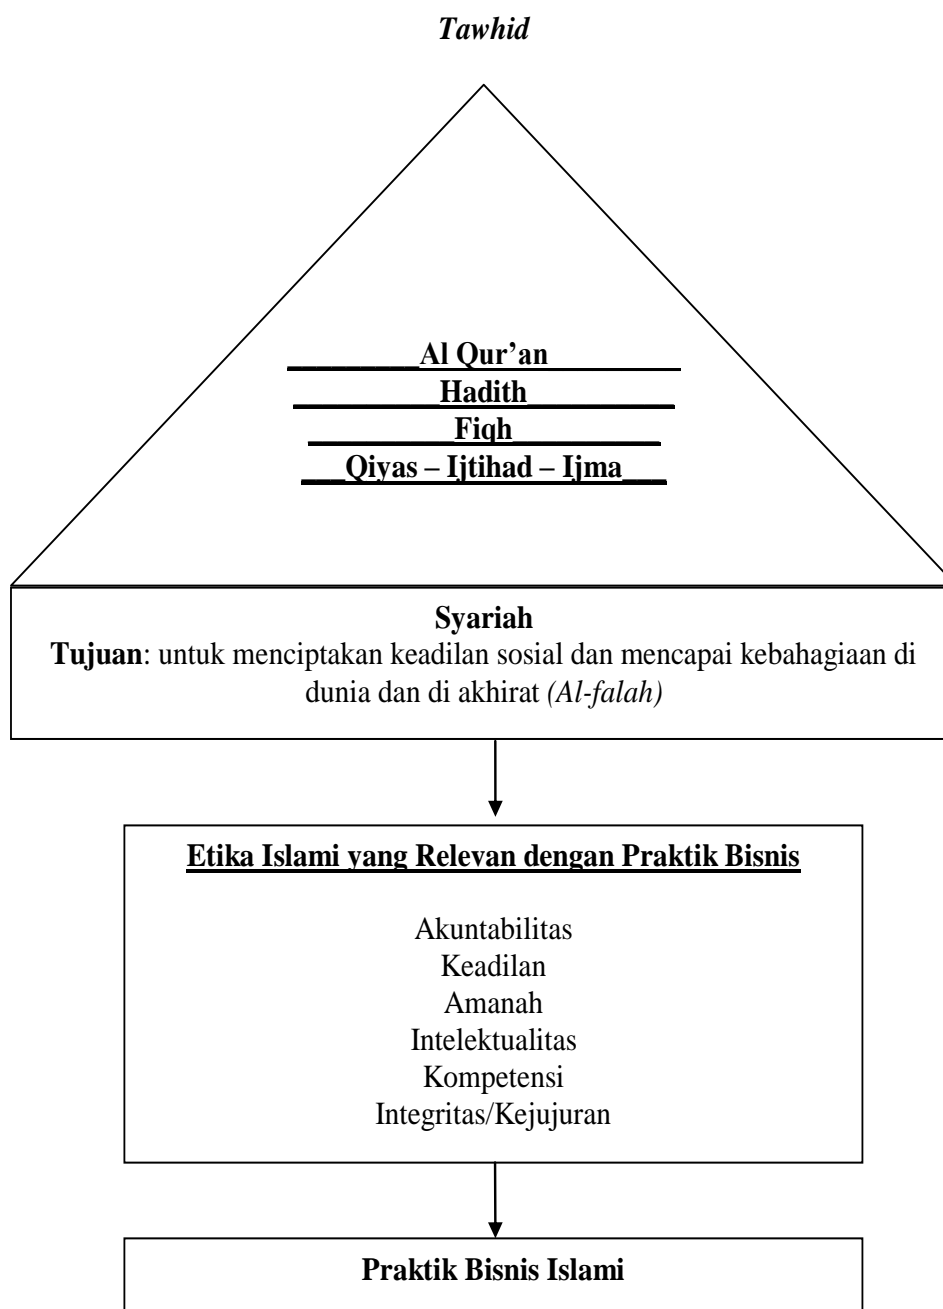 Tawhid
Al Qur’an
Hadith
Fiqh
Qiyas – Ijtihad – Ijma
Syariah
Tujuan: untuk menciptakan keadilan sosial dan mencapai kebahagiaan di
dunia dan di akhirat (Al-falah)
Etika Islami yang Relevan dengan Praktik Bisnis
Akuntabilitas
Keadilan
Amanah
Intelektualitas
Kompetensi
Integritas/Kejujuran
Praktik Bisnis Islami